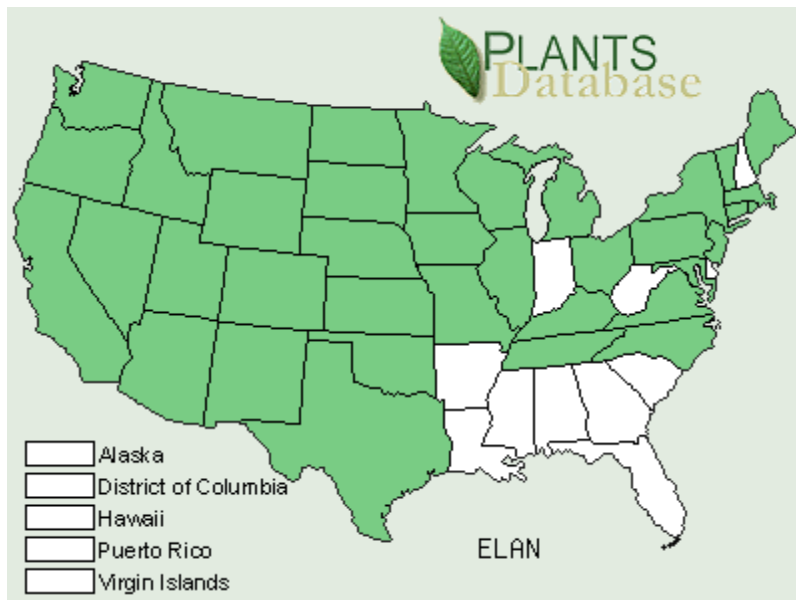 PLANTS
Database
Alaska
District of Columbia
Hawaii
Puerto Rico
Virgin Islands
ELAN